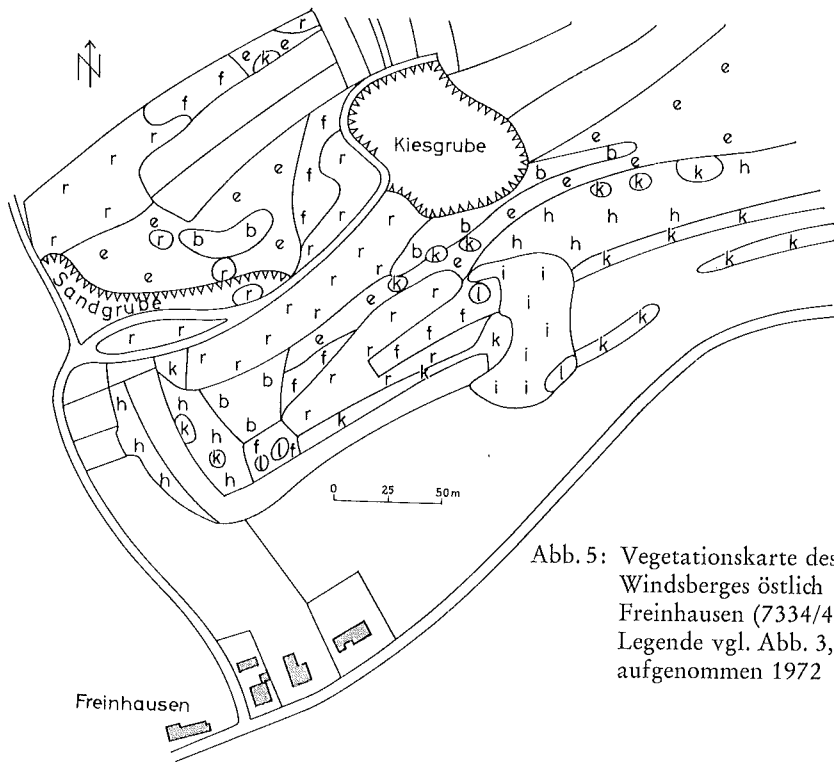 N
r e e
r f e k
f f
r r
f r
e e
r f r
Kiesgrube
r e e
r e f r
r e r b b e f
r e r r
Sandgrube
r r
r r
e e
b e
b e k k k h
b e h h
b k k h h h k
r r e k k k
r r k e
r r e l i i k k
r r r f f i i
r r e f k i k
k r f f r i k
b r r k i i l
h b f r i i
h k h b r k
h k f l l f
h h
0 25 50 m
Freinhausen
Abb. 5: Vegetationskarte des
Windsberges östlich
Freinhausen (7334/4
Legende vgl. Abb. 3,
aufgenommen 1972